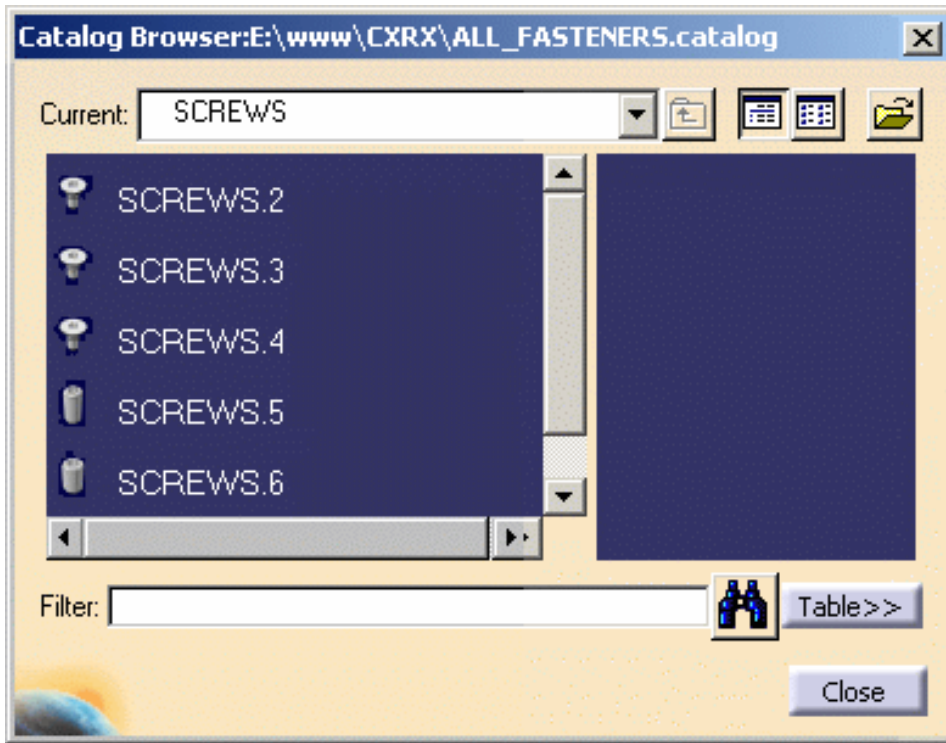 Catalog Browser:E:\www\CXRX\ALL_FASTENERS.catalog
Current: SCREWS
SCREWS.2
SCREWS.3
SCREWS.4
SCREWS.5
SCREWS.6
Filter: Table>>
Close